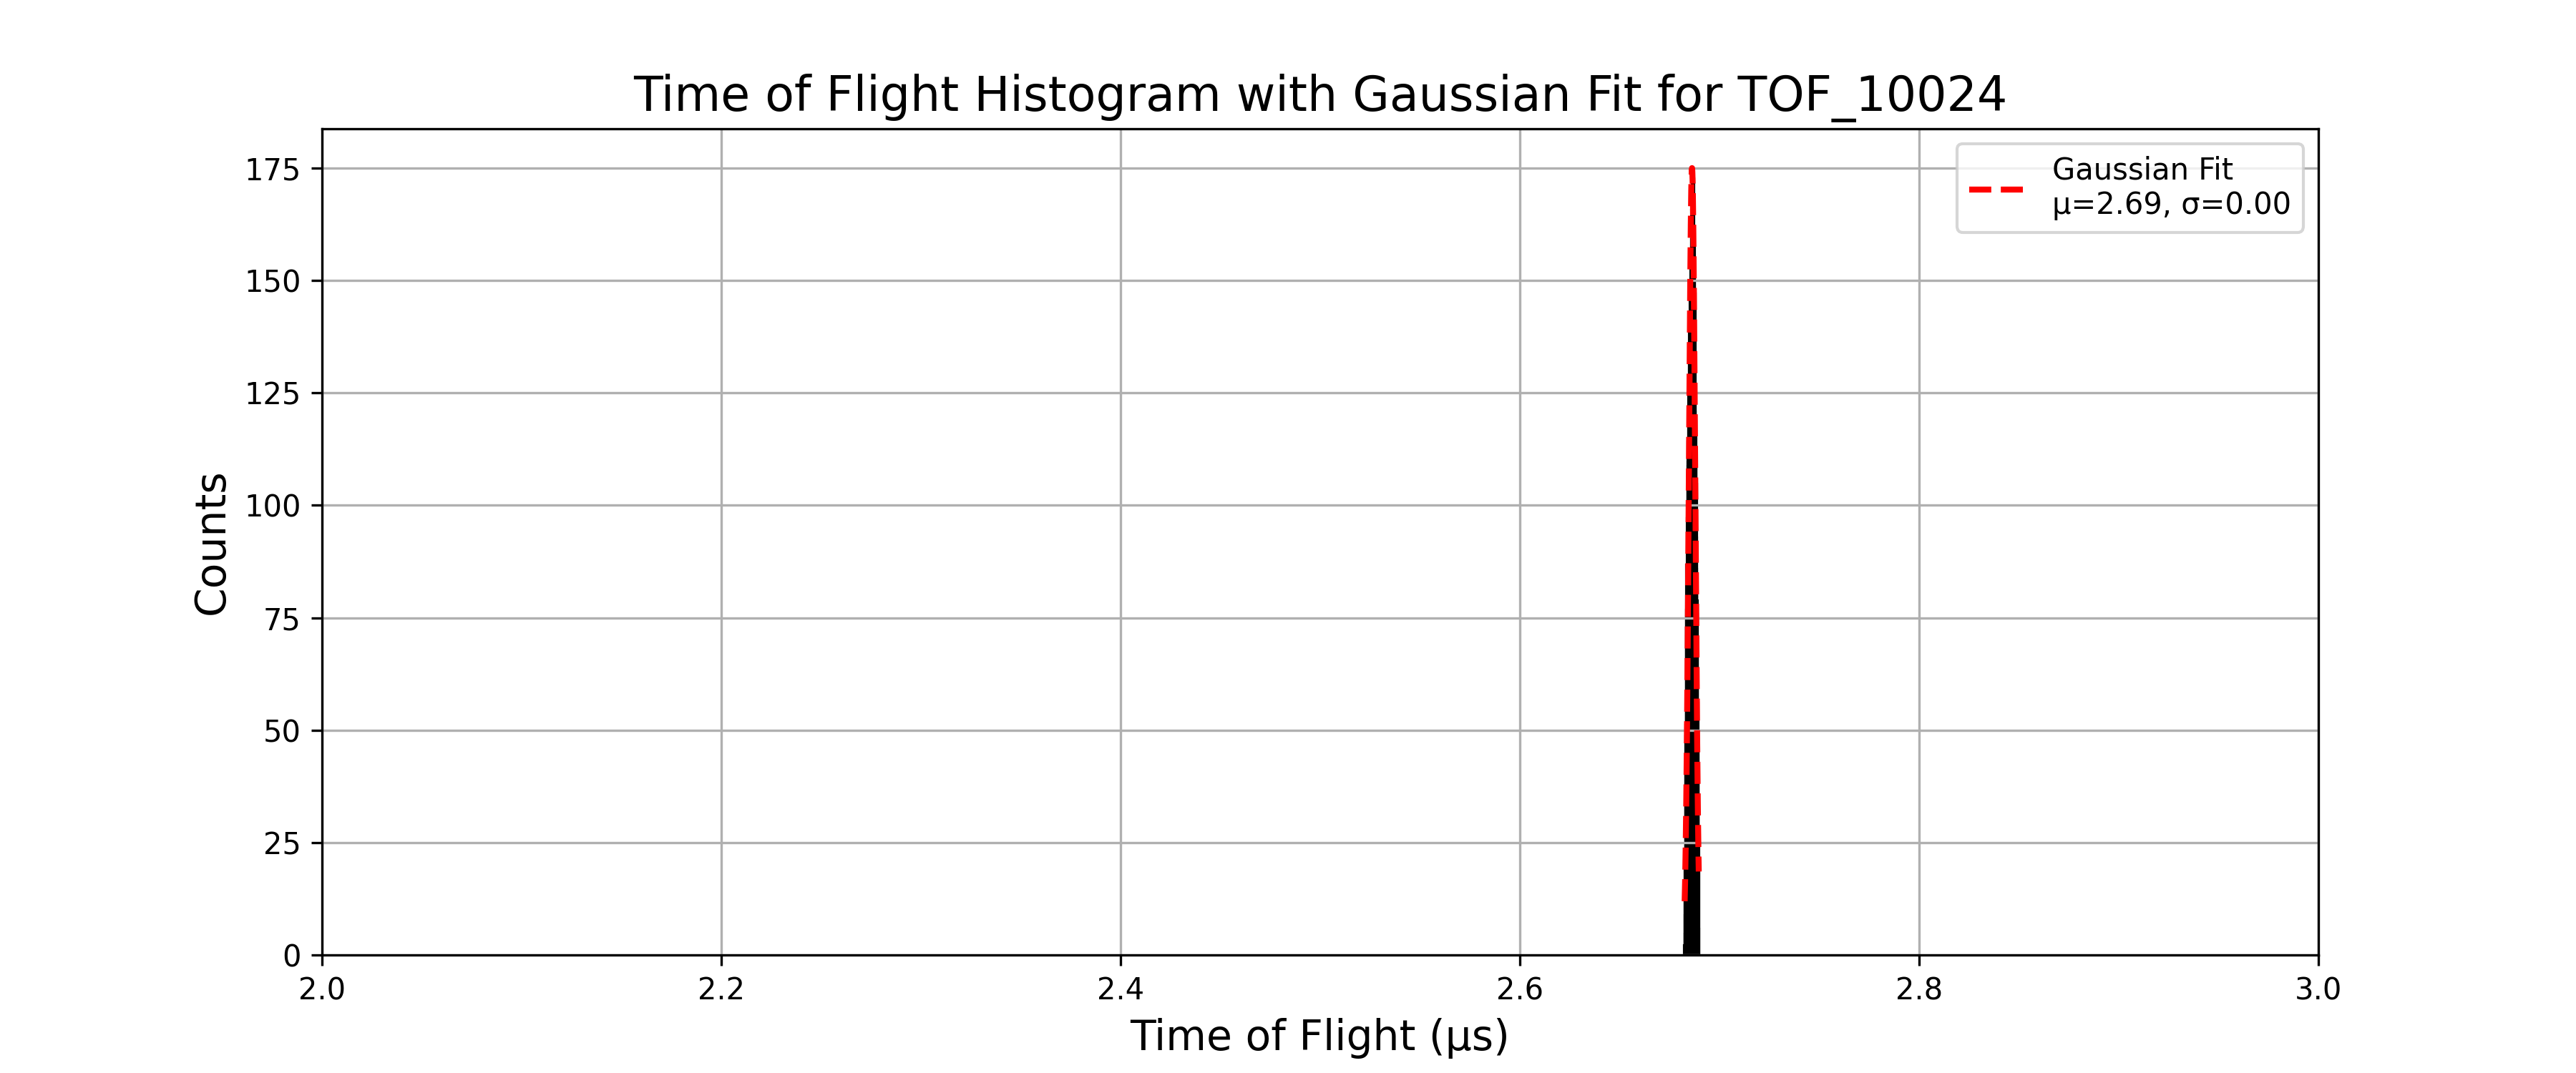 Time of Flight Histogram with Gaussian Fit for TOF_10024
Gaussian Fit
μ=2.69, σ=0.00
175
150
125
100
75
50
25
0
Counts
2.0 2.2 2.4 2.6 2.8 3.0
Time of Flight (μs)